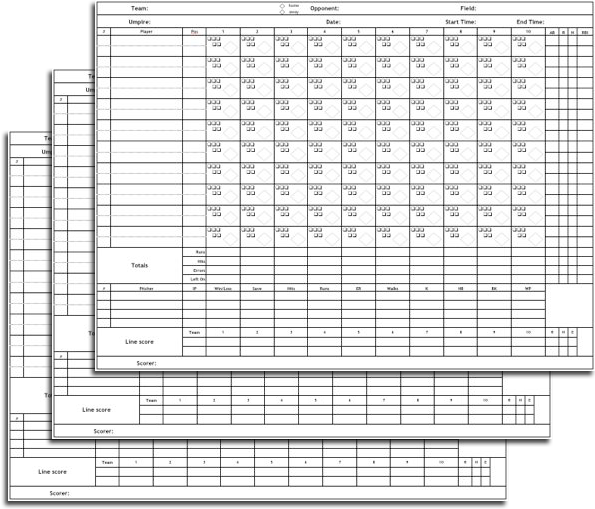 Team: home Opponent: Field:
away
Umpire: Date: Start Time: End Time:
# Player Pos 1 2 3 4 5 6 7 8 9 10 AB R H RBI
Totals
Runs
Hits
Errors
Left On
# Pitcher IP Win/Loss Save Hits Runs ER Walks K HB BK WP
Line score Team 1 2 3 4 5 6 7 8 9 10 R H E
Scorer:
Te
Um
#
To
#
Line score Team 1 2 3 4 5 6 7 8 9 10 R H E
Scorer:
Te
Um
#
To
#
Line score Team 1 2 3 4 5 6 7 8 9 10 R H E
Scorer: